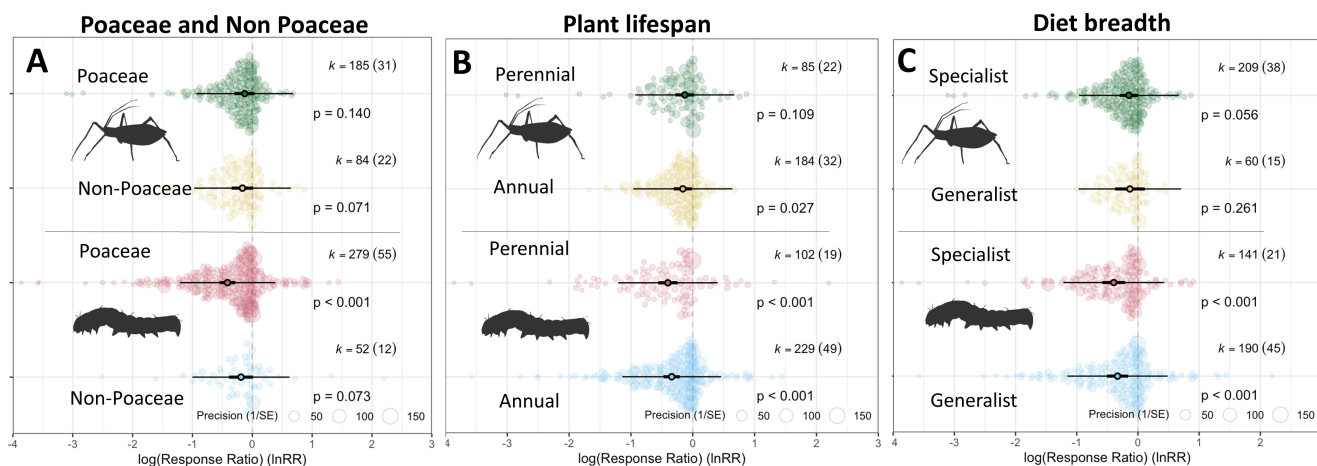 Poaceae and Non Poaceae
A
Poaceae
k = 185 (31)
p = 0.140
Non-Poaceae
k = 84 (22)
p = 0.071
Poaceae
k = 279 (55)
p < 0.001
k = 52 (12)
p = 0.073
Non-Poaceae
Precision (1/SE) 50 100 150
-4 -3 -2 -1 0 1 2 3
log(Response Ratio) (lnRR)
Plant lifespan
B
Perennial
k = 85 (22)
p = 0.109
k = 184 (32)
Annual
p = 0.027
Perennial
k = 102 (19)
p < 0.001
k = 229 (49)
p < 0.001
Annual
Precision (1/SE) 50 100 150
-4 -3 -2 -1 0 1 2 3
log(Response Ratio) (lnRR)
Diet breadth
C
Specialist
k = 209 (38)
p = 0.056
k = 60 (15)
Generalist
p = 0.261
Specialist
k = 141 (21)
p < 0.001
k = 190 (45)
p < 0.001
Generalist
Precision (1/SE) 50 100 150
-4 -3 -2 -1 0 1 2
log(Response Ratio) (lnRR)